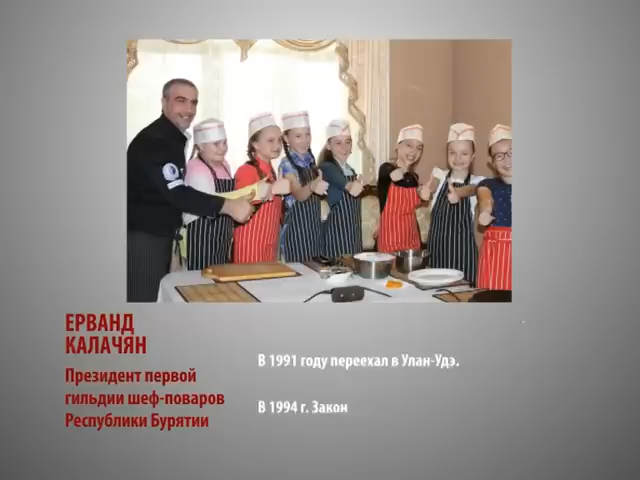 ЕРВАНД
КАЛАЧЯН
Президент первой
гильдии шеф-поваров
Республики Бурятии
В 1991 году переехал в Улан-Удэ.
В 1994 г. Закон